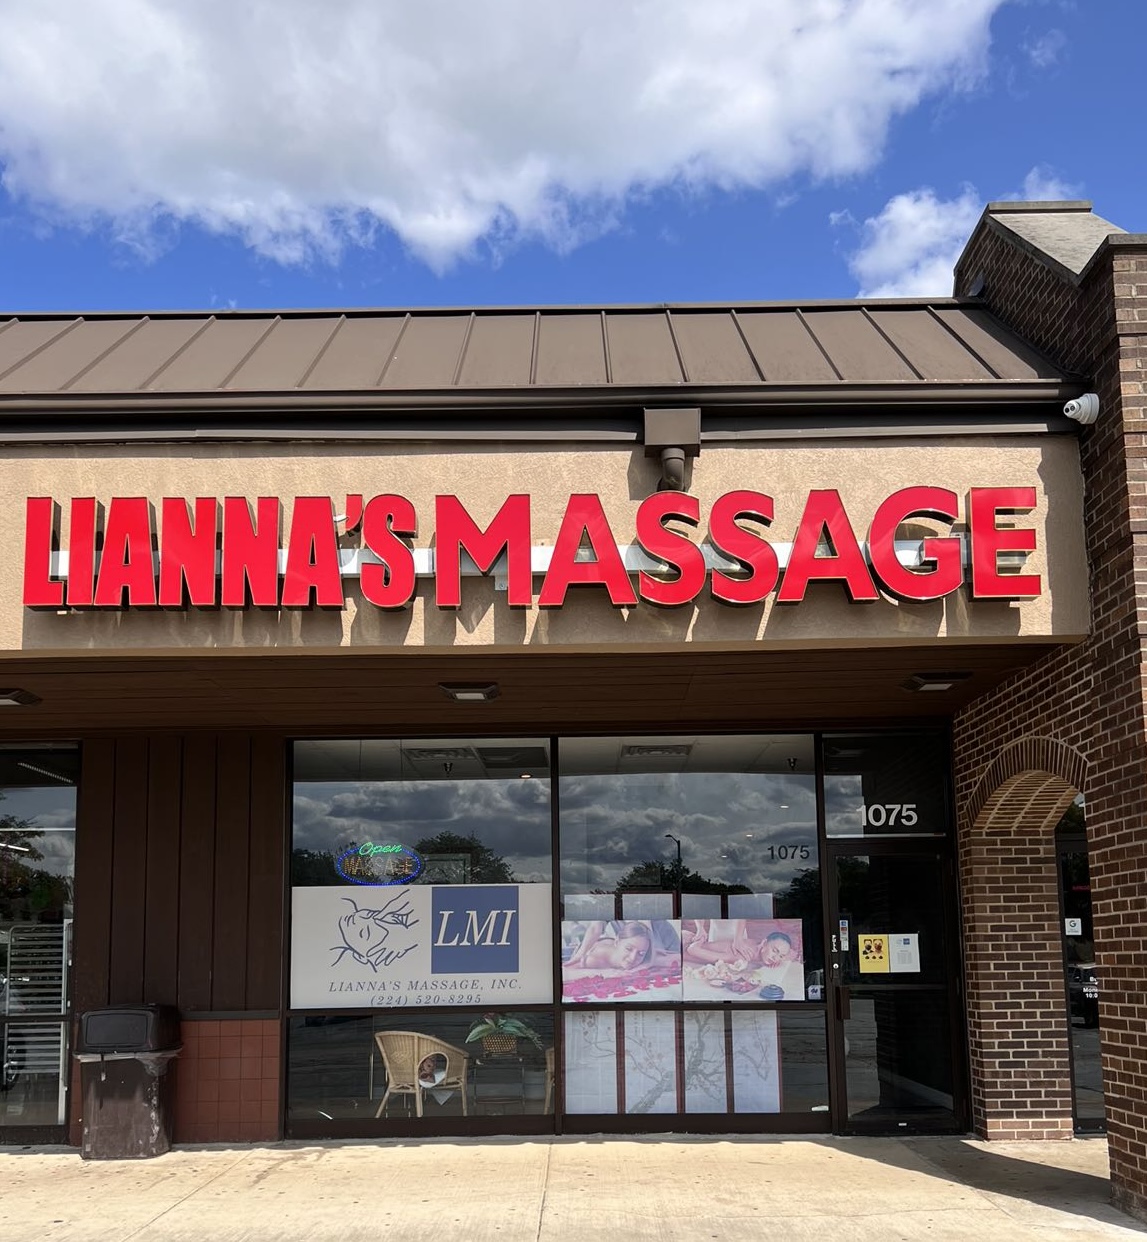 LIANNA'S MASSAGE
1075
1075
Open
MASSAGE
LMI
LIANNA'S MASSAGE, INC.
(224) 520-8295